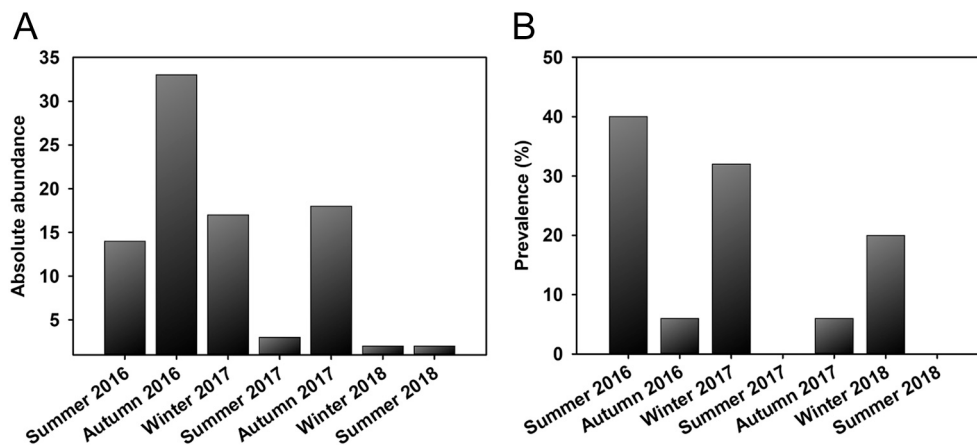 A
Absolute abundance
35
30
25
20
15
10
5
Summer 2016
Autumn 2016
Winter 2017
Summer 2017
Autumn 2017
Winter 2018
Summer 2018
B
Prevalence (%)
50
40
30
20
10
0
Summer 2016
Autumn 2016
Winter 2017
Summer 2017
Autumn 2017
Winter 2018
Summer 2018